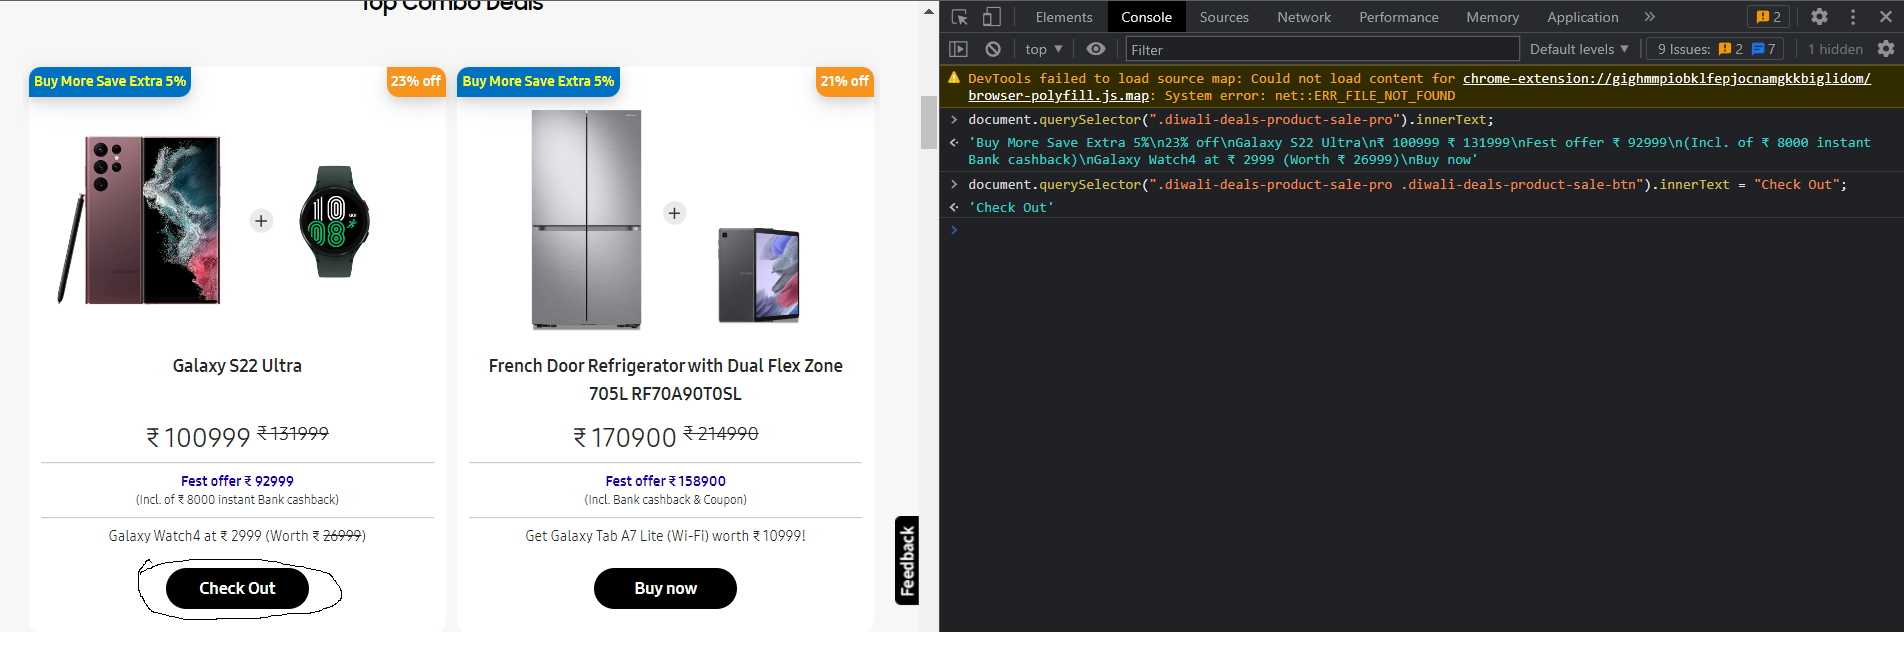 Top Combo Deals
Buy More Save Extra 5%
23% off
Galaxy S22 Ultra
₹ 100999 ₹ 131999
Fest offer ₹ 92999
(Incl. of ₹ 8000 instant Bank cashback)
Galaxy Watch4 at ₹ 2999 (Worth ₹ 26999)
Check Out
Buy More Save Extra 5%
21% off
French Door Refrigerator with Dual Flex Zone
705L RF70A90T0SL
₹ 170900 ₹ 214990
Fest offer ₹ 158900
(Incl. Bank cashback & Coupon)
Get Galaxy Tab A7 Lite (Wi-Fi) worth ₹ 10999!
Buy now
Feedback
Elements Console Sources Network Performance Memory Application » 2
top ▼ Filter Default levels ▼ 9 Issues: 2 7 1 hidden
DevTools failed to load source map: Could not load content for chrome-extension://gighmmpiobklfepjocnamgkkbiglidom/
browser-polyfill.js.map: System error: net::ERR_FILE_NOT_FOUND
> document.querySelector(".diwali-deals-product-sale-pro").innerText;
'Buy More Save Extra 5%\n23% off\nGalaxy S22 Ultra\n₹ 100999 ₹ 131999\nFest offer ₹ 92999\n(Incl. of ₹ 8000 instant
Bank cashback)\nGalaxy Watch4 at ₹ 2999 (Worth ₹ 26999)\nBuy now'
> document.querySelector(".diwali-deals-product-sale-pro .diwali-deals-product-sale-btn").innerText = "Check Out";
'Check Out'
>